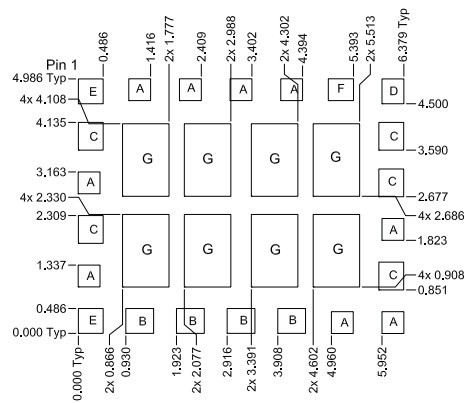 0.486
1.416
2x 1.777
2.409
2x 2.988
3.402
2x 4.302
4.394
5.393
2x 5.513
6.379 Typ
Pin 1
4.986 Typ
E
A
A
A
A
F
D
4.500
4x 4.108
4.135
C
C
3.590
G
G
G
G
3.163
A
C
2.677
4x 2.330
4x 2.686
2.309
C
A
1.823
G
G
G
G
1.337
A
C
4x 0.908
0.851
0.486
E
B
B
B
B
A
A
0.000 Typ
0.000 Typ
2x 0.866
0.930
1.923
2x 2.077
2.916
2x 3.391
3.908
2x 4.602
4.960
5.952